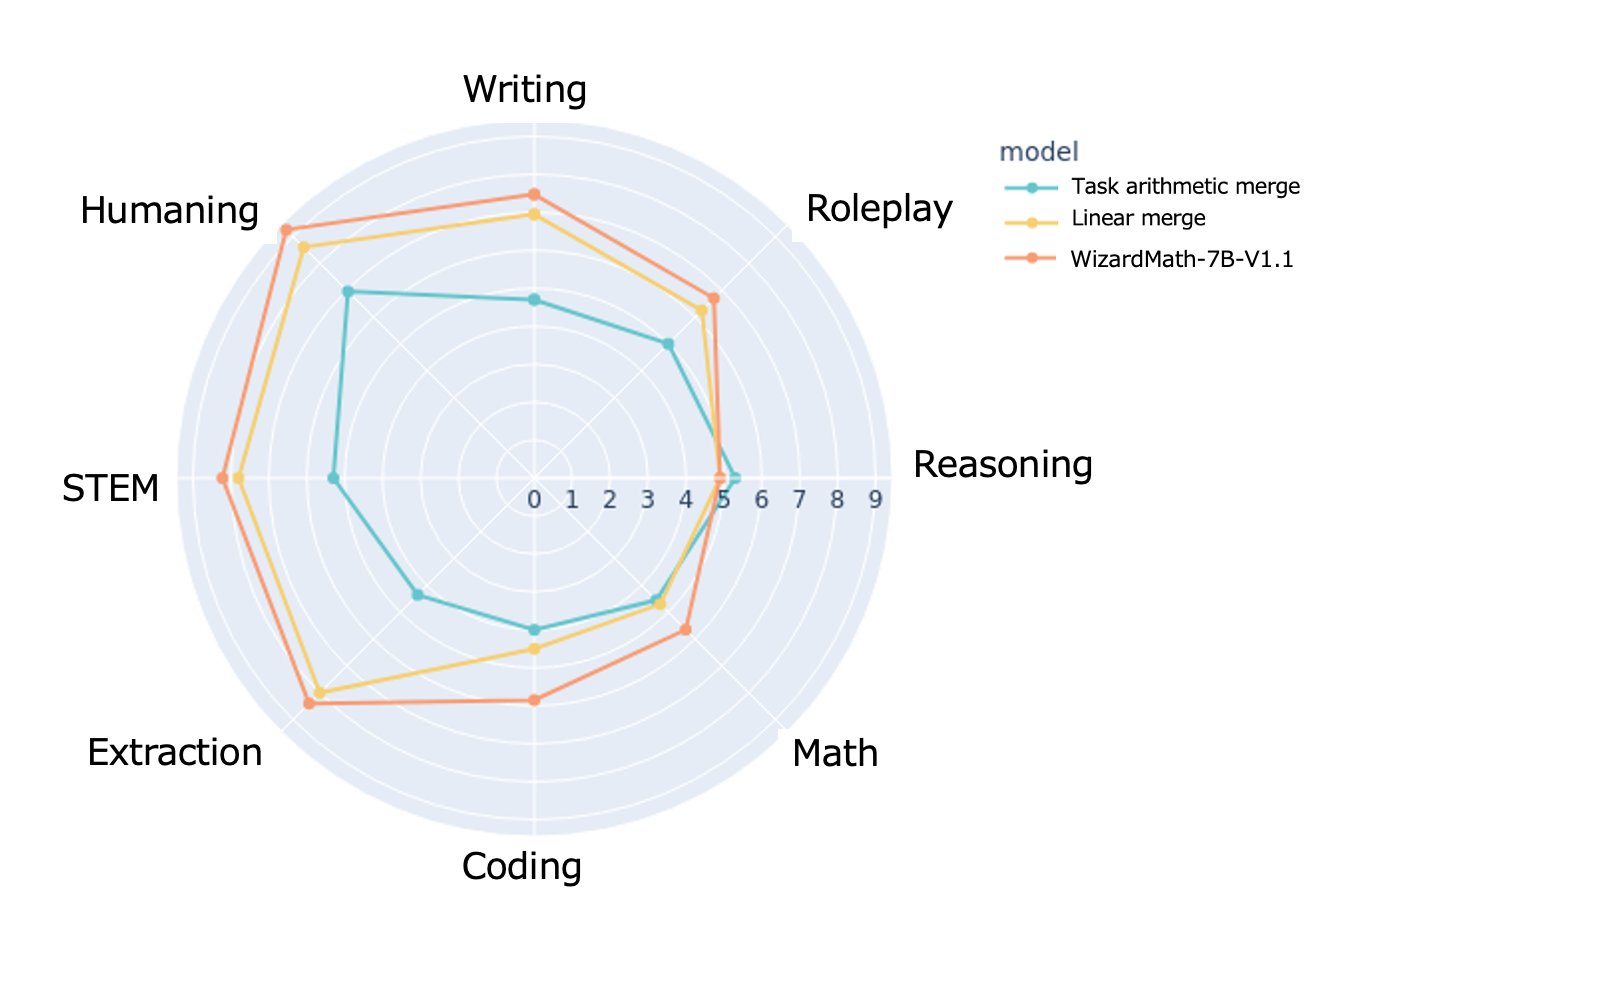 Writing
model
Task arithmetic merge
Linear merge
WizardMath-7B-V1.1
Humaning
Roleplay
Reasoning
STEM
0 1 2 3 4 5 6 7 8 9
Extraction
Math
Coding